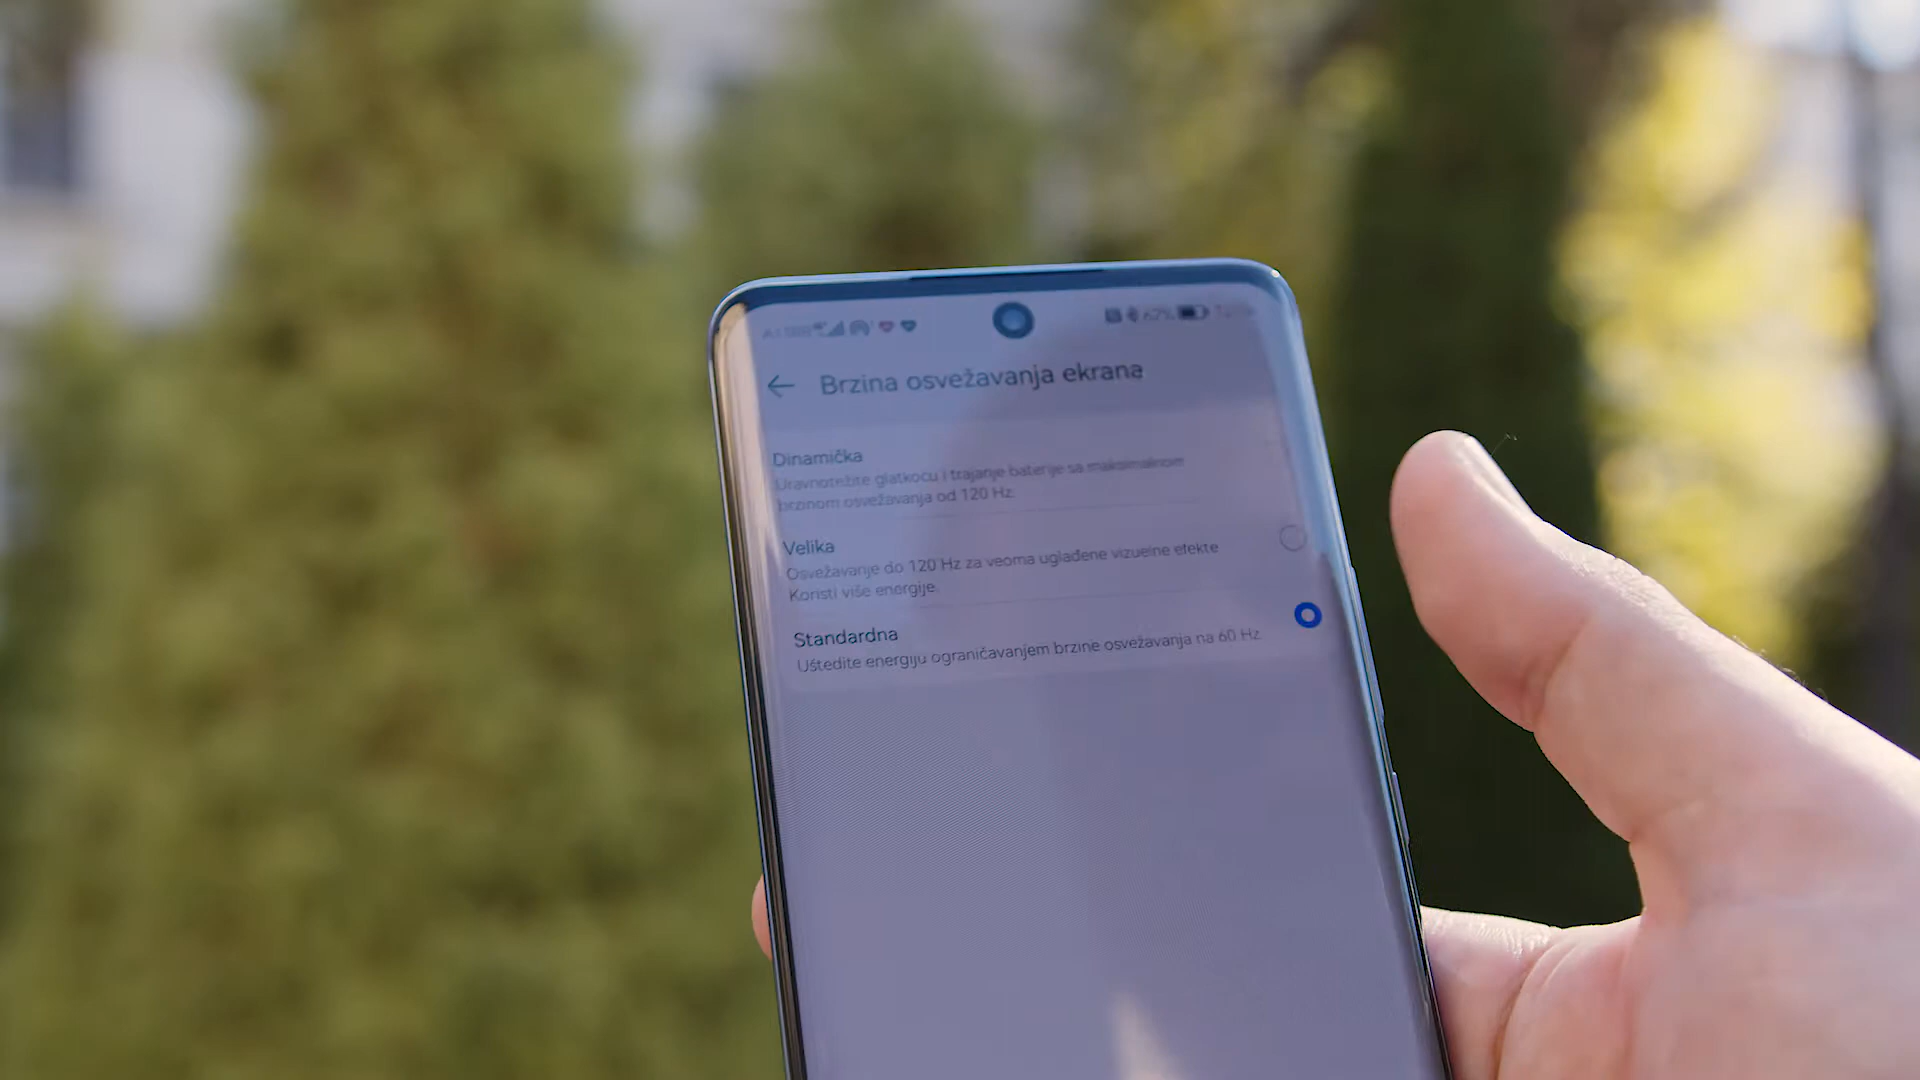 67%
Brzina osvežavanja ekrana
Dinamička
Uravnotežite glatkoću i trajanje baterije sa maksimalnom
brzinom osvežavanja od 120 Hz.
Velika
Osvežavanje do 120 Hz za veoma uglađene vizuelne efekte
Koristi više energije.
Standardna
Uštedite energiju ograničavanjem brzine osvežavanja na 60 Hz